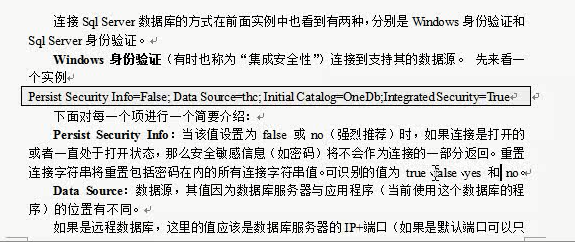 连接 Sql Server 数据库的方式在前面实例中也看到有两种，分别是 Windows 身份验证和
Sql Server 身份验证。
Windows 身份验证（有时也称为“集成安全性”）连接到支持其的数据源。 先来看一
个实例
Persist Security Info=False; Data Source=thc; Initial Catalog=OneDb;Integrated Security=True
下面对每一个项进行一个简要介绍：
Persist Security Info：当该值设置为 false 或 no（强烈推荐）时，如果连接是打开的
或者一直处于打开状态，那么安全敏感信息（如密码）将不会作为连接的一部分返回。重置
连接字符串将重置包括密码在内的所有连接字符串值。可识别的值为 true、false、yes 和 no。
Data Source：数据源，其值因为数据库服务器与应用程序（当前使用这个数据库的程
序）的位置有不同。
如果是远程数据库，这里的值应该是数据库服务器的IP+端口（如果是默认端口可以只